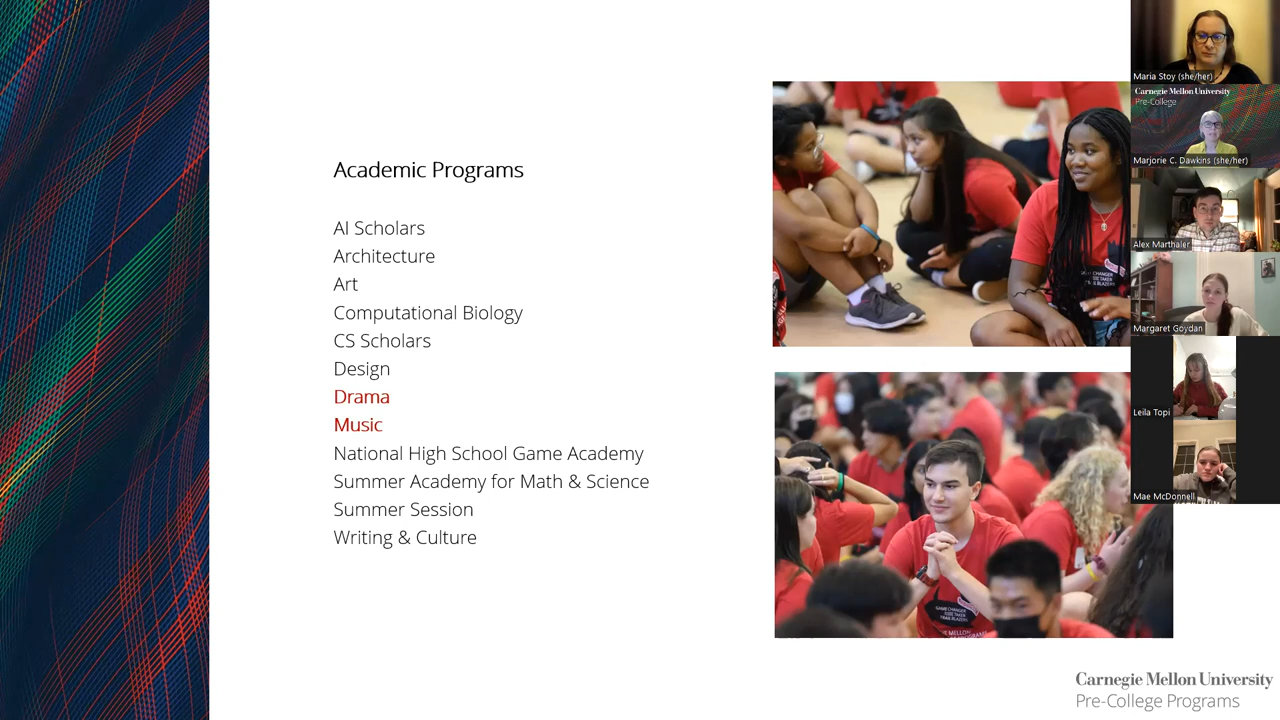 Academic Programs
AI Scholars
Architecture
Art
Computational Biology
CS Scholars
Design
Drama
Music
National High School Game Academy
Summer Academy for Math & Science
Summer Session
Writing & Culture
Maria Stoy (she/her)
Carnegie Mellon University
Pre-College
Marjorie C. Dawkins (she/her)
Alex Marthaler
Margaret Goydan
Leila Topi
Mae McDonnell
Carnegie Mellon University
Pre-College Programs